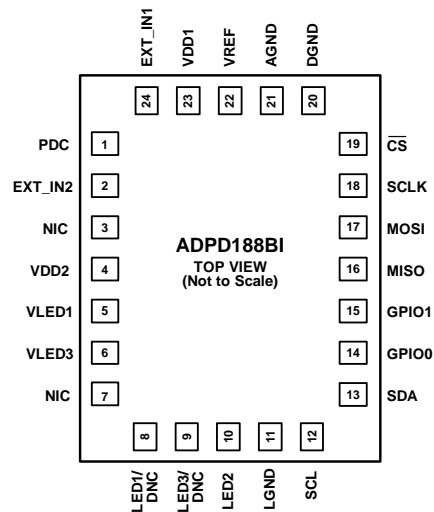 EXT_IN1
VDD1
VREF
AGND
DGND
24
23
22
21
20
PDC 1
19 C̅S̅
EXT_IN2 2
18 SCLK
NIC 3
17 MOSI
ADPD188BI
TOP VIEW
(Not to Scale)
VDD2 4
16 MISO
VLED1 5
15 GPIO1
VLED3 6
14 GPIO0
NIC 7
13 SDA
8
9
10
11
12
LED1/
DNC
LED3/
DNC
LED2
LGND
SCL